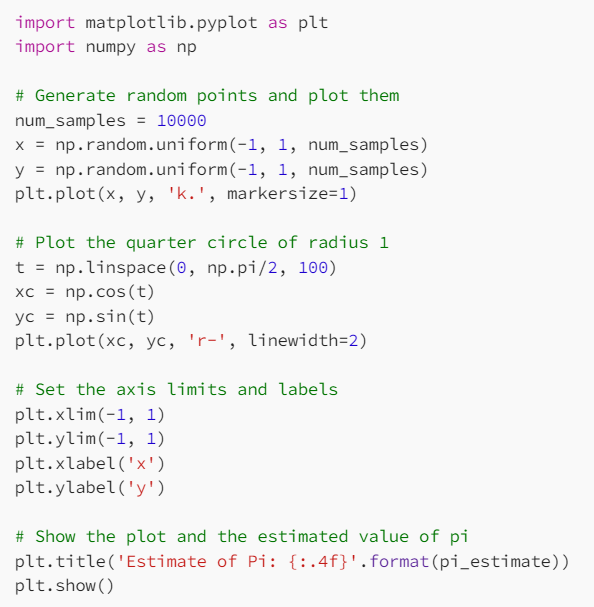 import matplotlib.pyplot as plt
import numpy as np

# Generate random points and plot them
num_samples = 10000
x = np.random.uniform(-1, 1, num_samples)
y = np.random.uniform(-1, 1, num_samples)
plt.plot(x, y, 'k.', markersize=1)

# Plot the quarter circle of radius 1
t = np.linspace(0, np.pi/2, 100)
xc = np.cos(t)
yc = np.sin(t)
plt.plot(xc, yc, 'r-', linewidth=2)

# Set the axis limits and labels
plt.xlim(-1, 1)
plt.ylim(-1, 1)
plt.xlabel('x')
plt.ylabel('y')

# Show the plot and the estimated value of pi
plt.title('Estimate of Pi: {:.4f}'.format(pi_estimate))
plt.show()